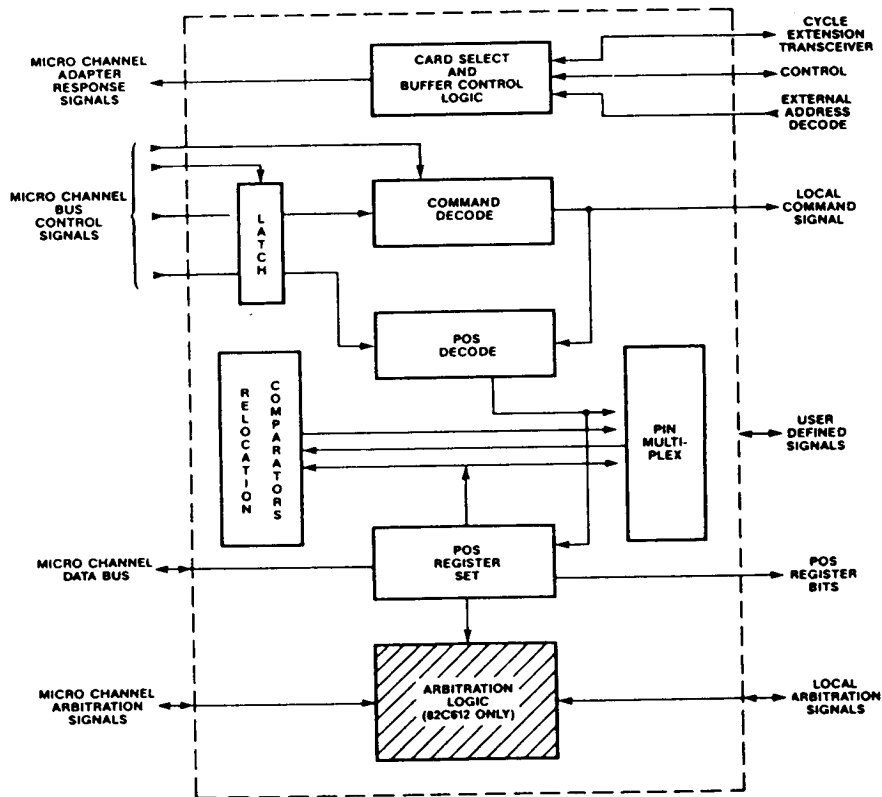 MICRO CHANNEL
ADAPTER
RESPONSE
SIGNALS
CARD SELECT
AND
BUFFER CONTROL
LOGIC
CYCLE
EXTENSION
TRANSCEIVER
CONTROL
EXTERNAL
ADDRESS
DECODE
MICRO CHANNEL
BUS
CONTROL
SIGNALS
LATCH
COMMAND
DECODE
LOCAL
COMMAND
SIGNAL
POS
DECODE
RELOCATION
COMPARATORS
PIN
MULTI-
PLEX
USER
DEFINED
SIGNALS
MICRO CHANNEL
DATA BUS
POS
REGISTER
SET
POS
REGISTER
BITS
MICRO CHANNEL
ARBITRATION
SIGNALS
ARBITRATION
LOGIC
(82C612 ONLY)
LOCAL
ARBITRATION
SIGNALS